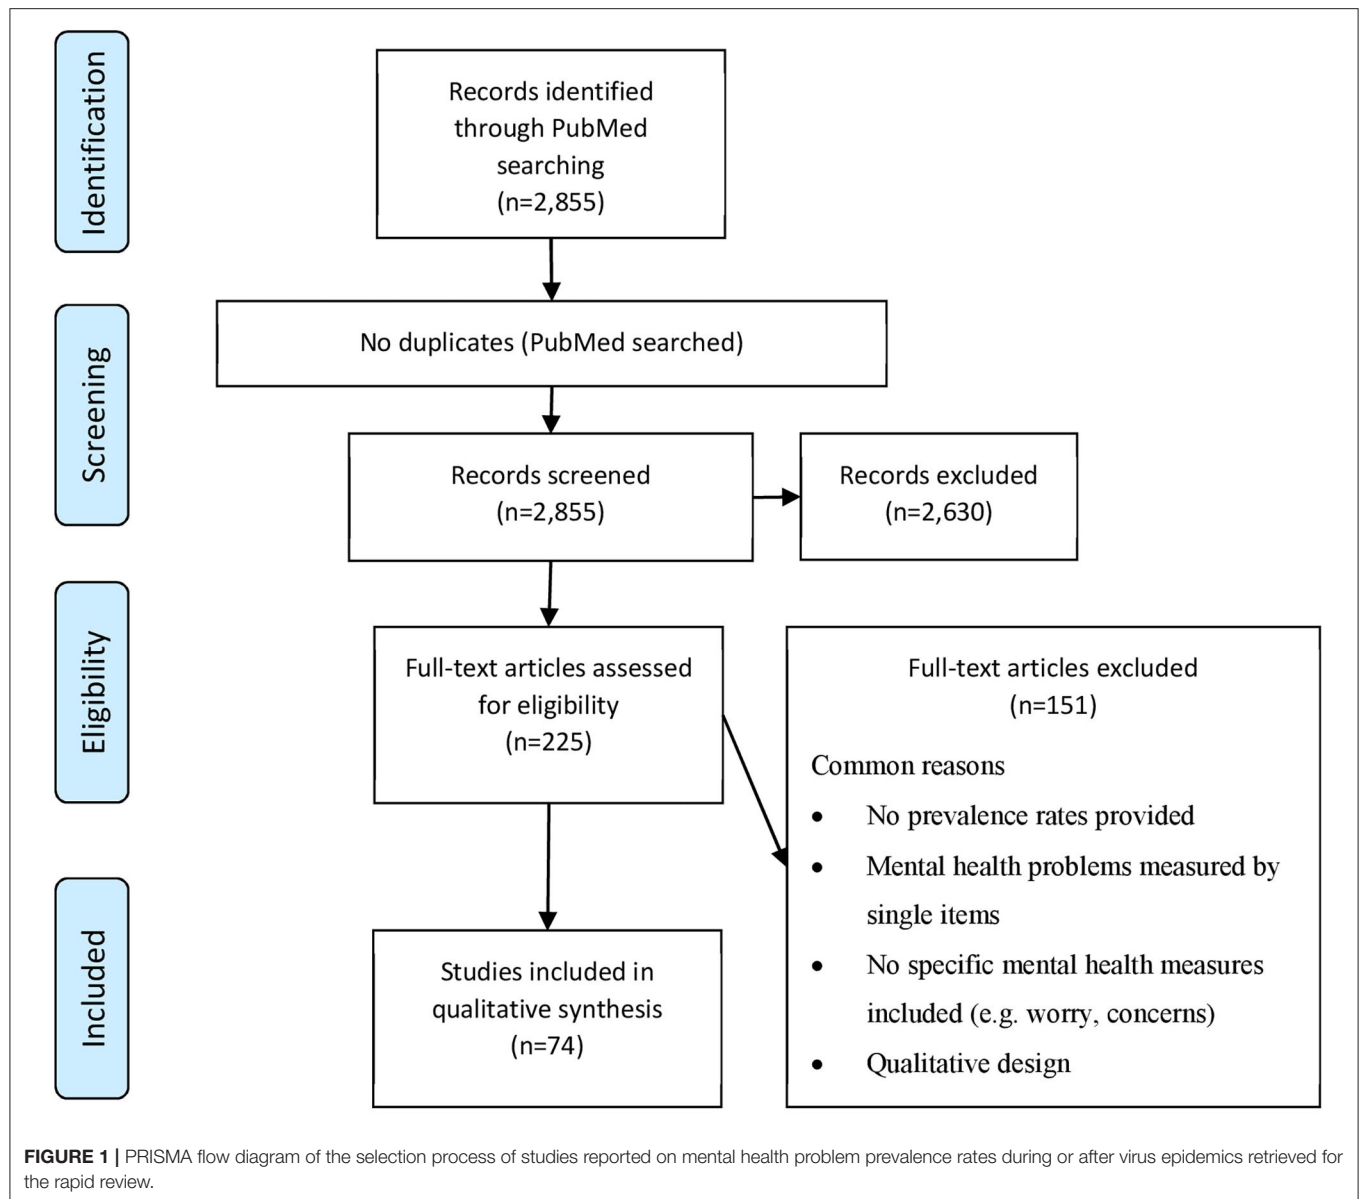 Identification
Records identified
through PubMed
searching
(n=2,855)
Screening
No duplicates (PubMed searched)
Records screened
(n=2,855)
Records excluded
(n=2,630)
Eligibility
Full-text articles assessed
for eligibility
(n=225)
Full-text articles excluded
(n=151)
Common reasons
• No prevalence rates provided
• Mental health problems measured by
single items
• No specific mental health measures
included (e.g. worry, concerns)
• Qualitative design
Included
Studies included in
qualitative synthesis
(n=74)
FIGURE 1 | PRISMA flow diagram of the selection process of studies reported on mental health problem prevalence rates during or after virus epidemics retrieved for
the rapid review.